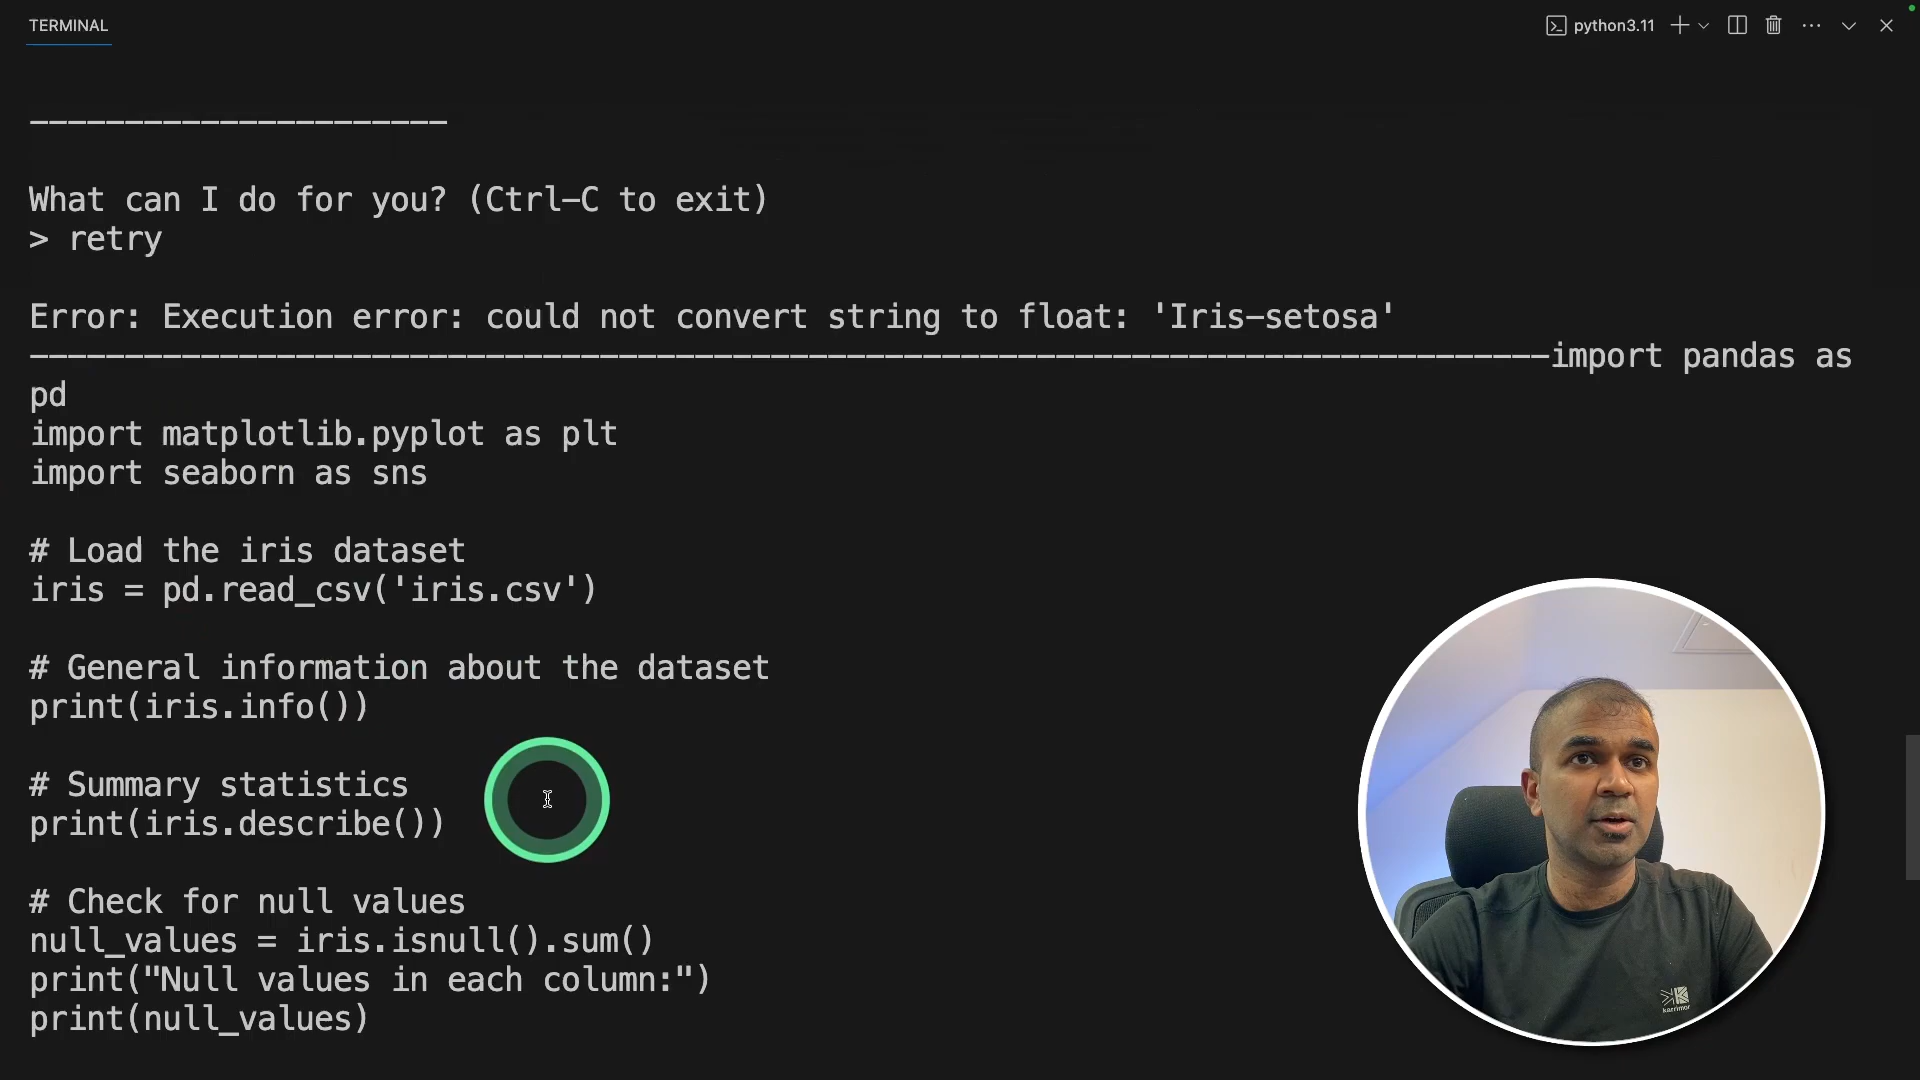 TERMINAL
python3.11
----------------------
What can I do for you? (Ctrl-C to exit)
> retry
Error: Execution error: could not convert string to float: 'Iris-setosa'
--------------------------------------------------------------------------------import pandas as
pd
import matplotlib.pyplot as plt
import seaborn as sns
# Load the iris dataset
iris = pd.read_csv('iris.csv')
# General information about the dataset
print(iris.info())
# Summary statistics
print(iris.describe())
# Check for null values
null_values = iris.isnull().sum()
print("Null values in each column:")
print(null_values)
karrimor